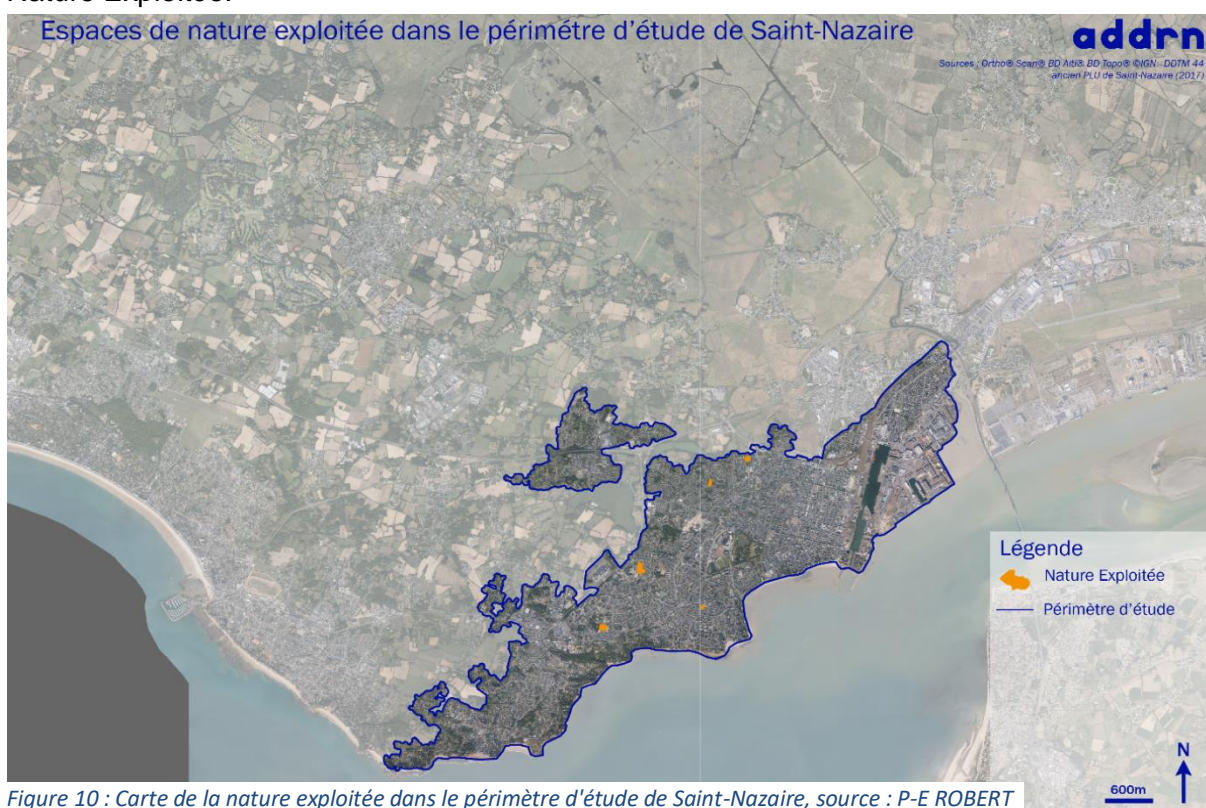 Nature Exploitée.
Espaces de nature exploitée dans le périmétre d'étude de Saint-Nazaire
addrn
Sources : Ortho® Scan® BD Alti® BD Topo® ©IGN - DDTM 44
ancien PLU de Saint-Nazaire (2017)
Légende
Nature Exploitée
Périmètre d'étude
N
600m
Figure 10 : Carte de la nature exploitée dans le périmètre d'étude de Saint-Nazaire, source : P-E ROBERT